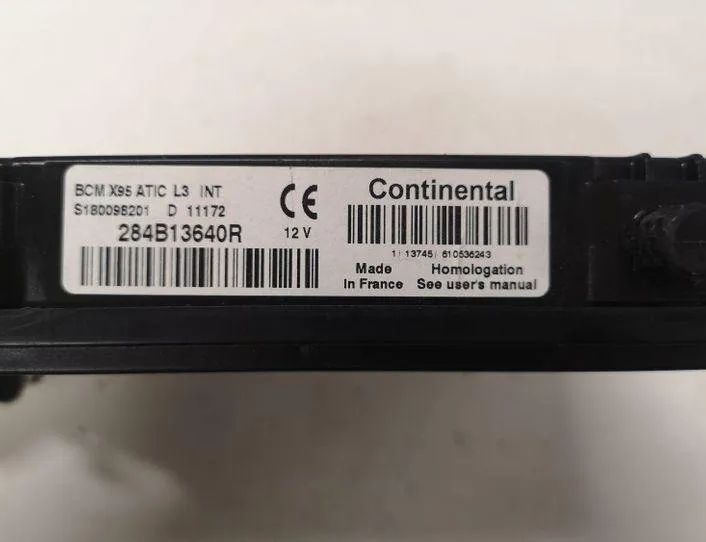 BCM X95 ATIC L3 INT
S180098201 D 11172
284B13640R 12 V
CE
Continental
1 13745 610536243
Made In France
Homologation See user's manual